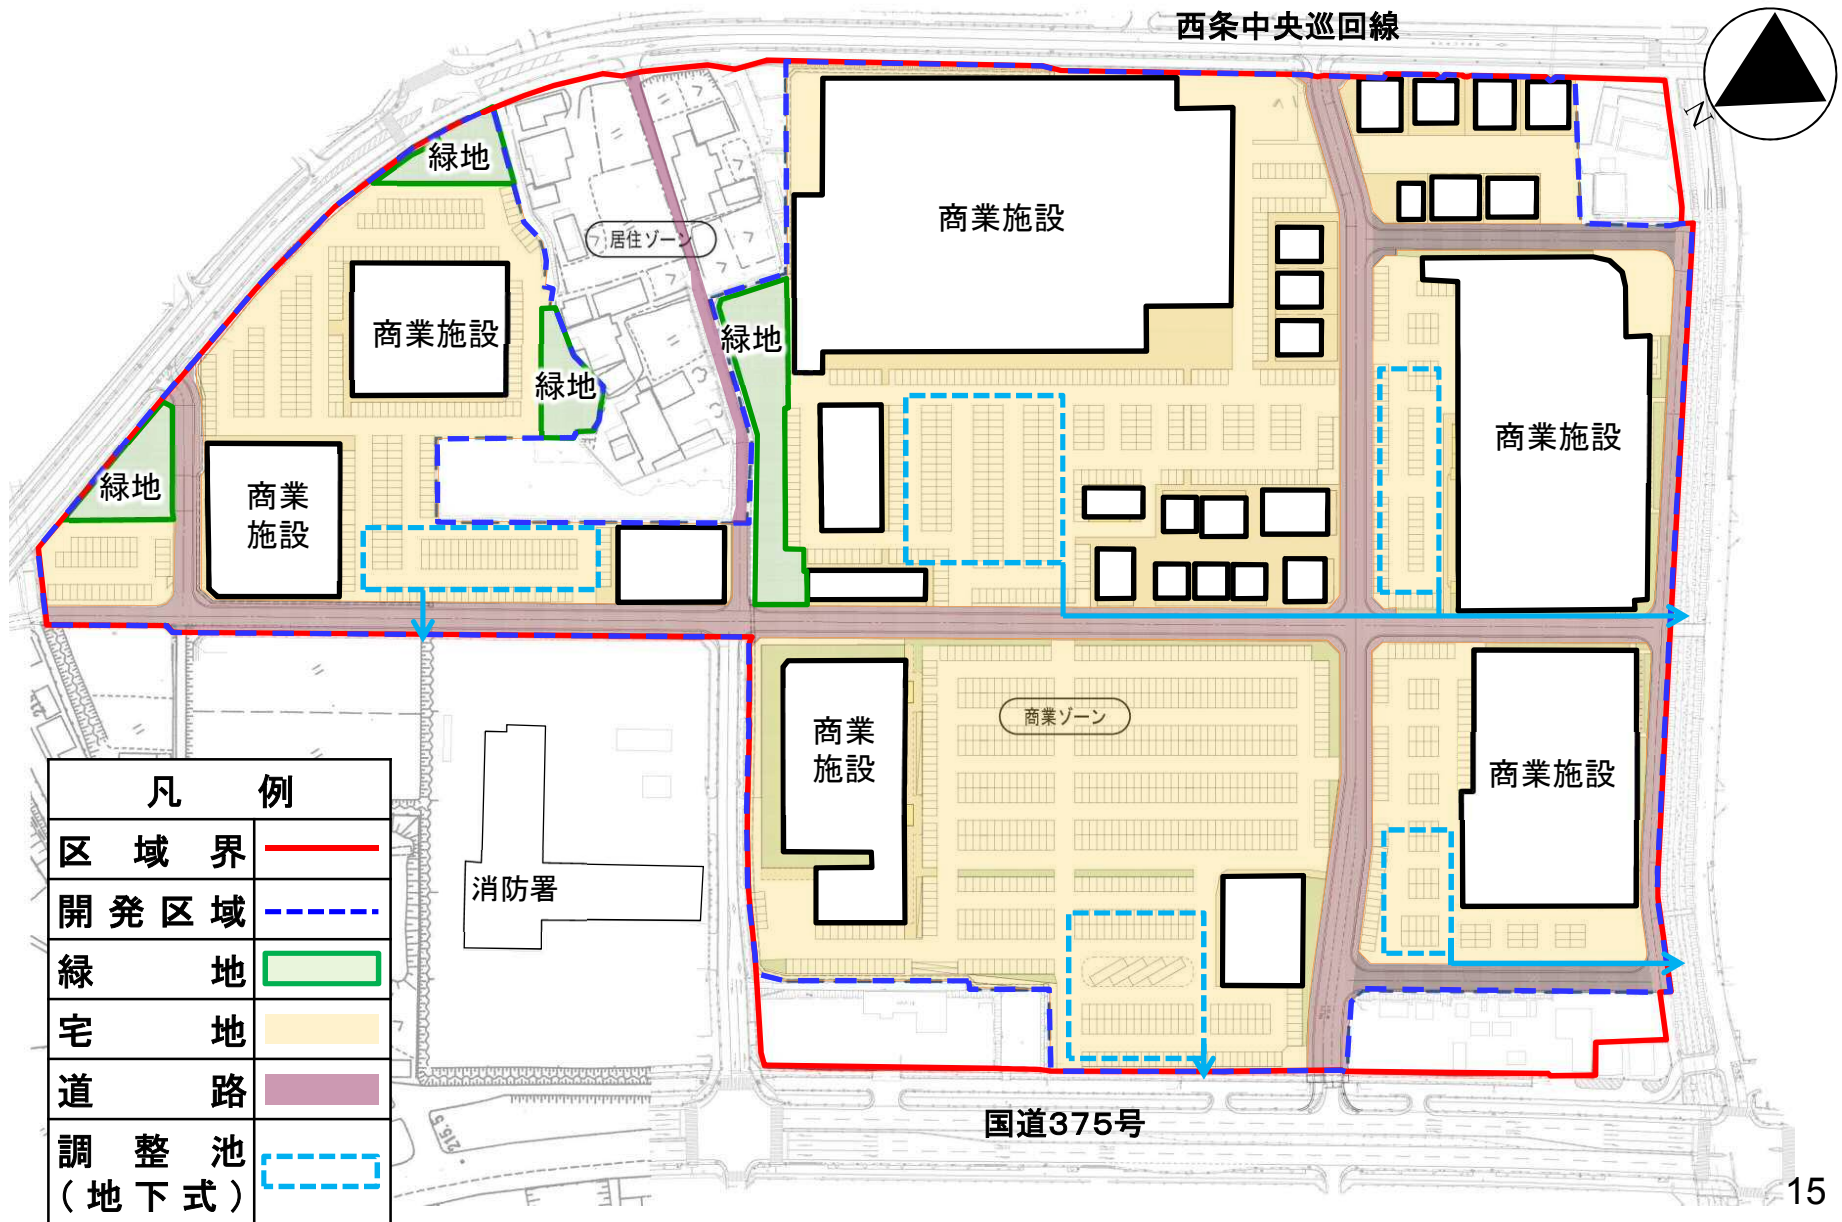 西条中央巡回線
N
緑地
居住ゾーン
商業施設
商業施設
緑地
緑地
緑地
商業
施設
商業施設
商業
施設
商業ゾーン
商業施設
消防署
凡 例
区域界
開発区域
緑地
宅地
道路
調整池
(地下式)
215.5
国道375号
15